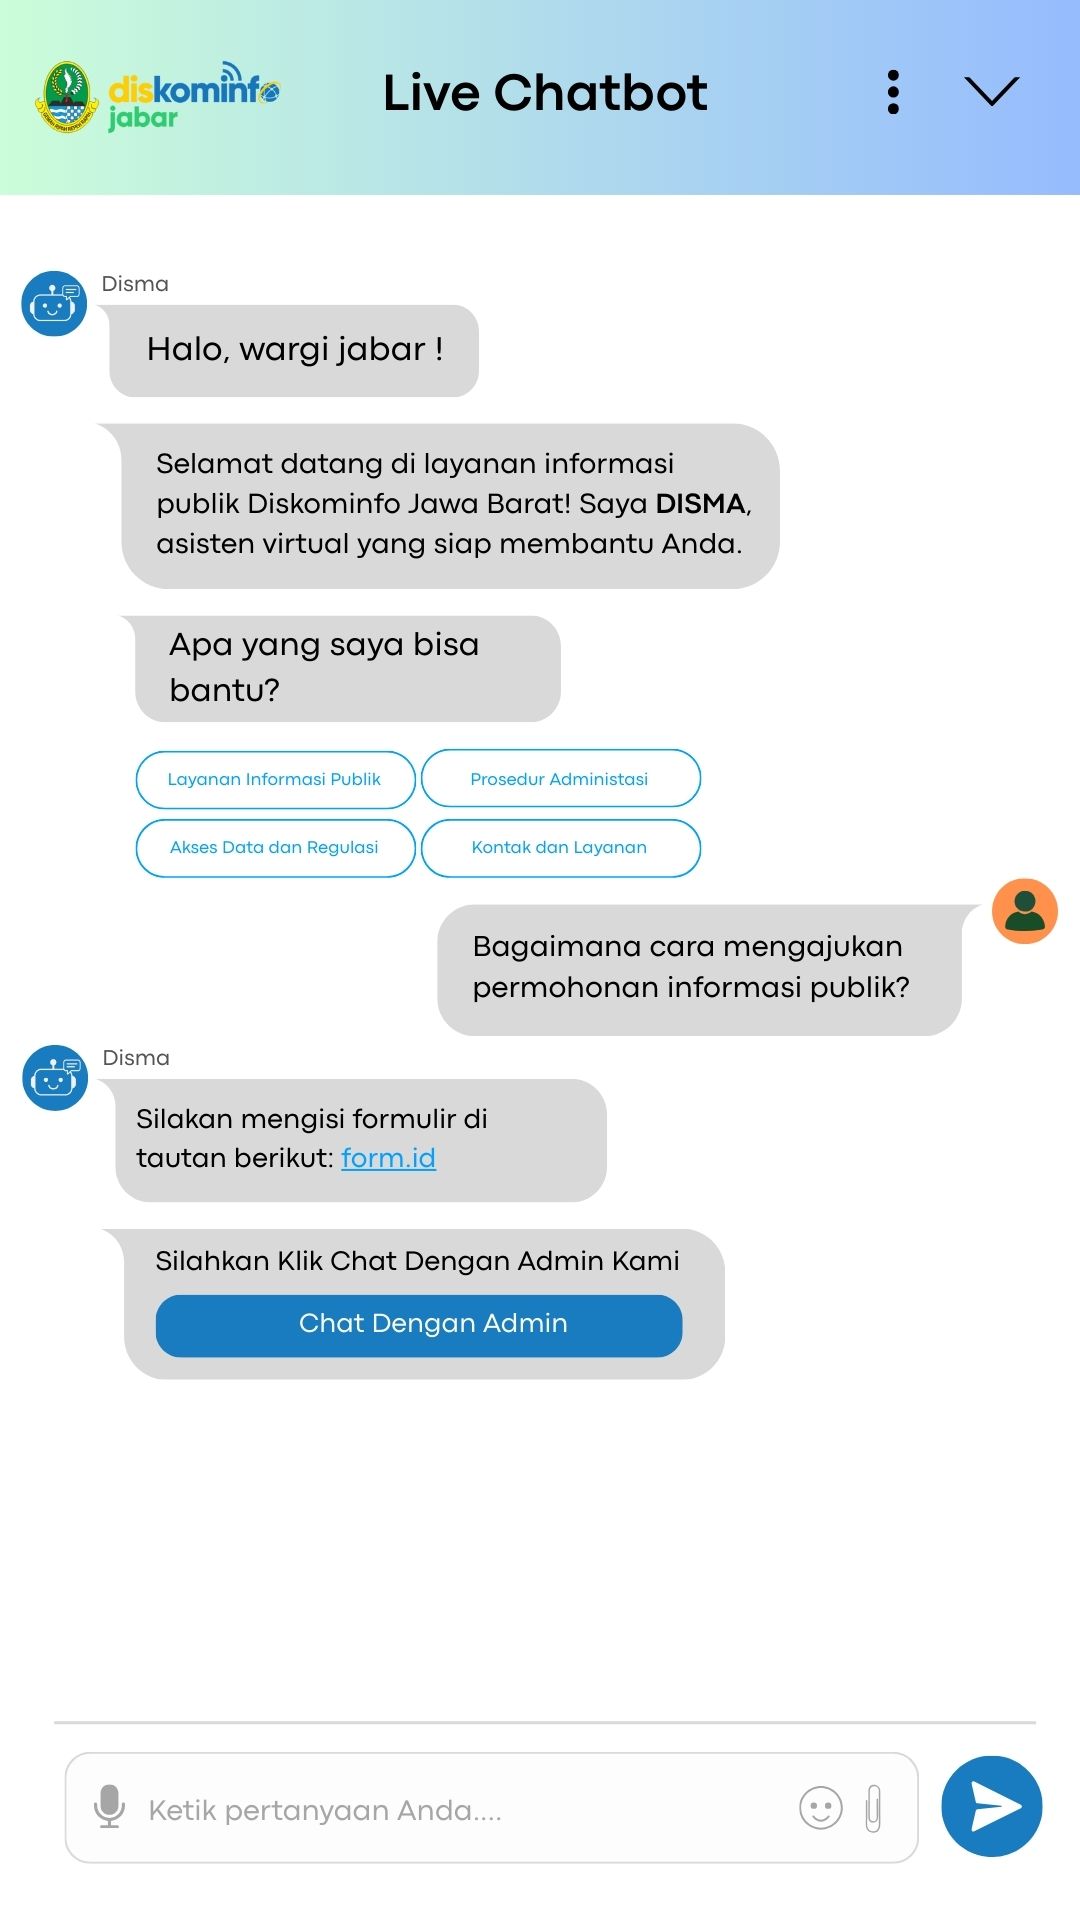 diskominfo
jabar
Live Chatbot
Disma
Halo, wargi jabar !
Selamat datang di layanan informasi
publik Diskominfo Jawa Barat! Saya DISMA,
asisten virtual yang siap membantu Anda.
Apa yang saya bisa
bantu?
Layanan Informasi Publik
Prosedur Administasi
Akses Data dan Regulasi
Kontak dan Layanan
Bagaimana cara mengajukan
permohonan informasi publik?
Disma
Silakan mengisi formulir di
tautan berikut: form.id
Silahkan Klik Chat Dengan Admin Kami
Chat Dengan Admin
Ketik pertanyaan Anda....